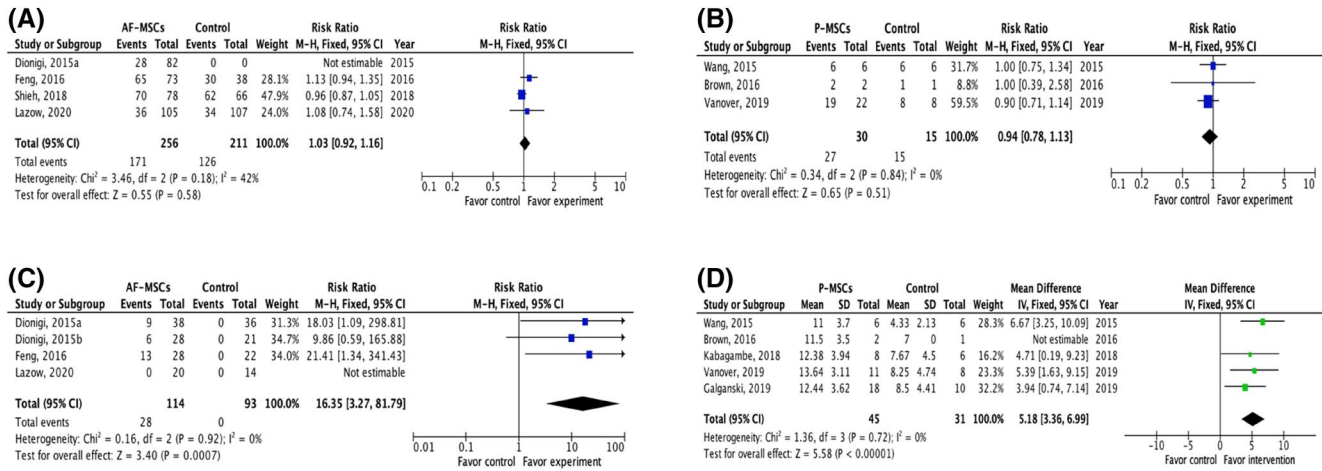 (A)
AF-MSCs Control Risk Ratio Risk Ratio
Study or Subgroup Events Total Events Total Weight M-H, Fixed, 95% CI Year M-H, Fixed, 95% CI
Dionigi, 2015a 28 82 0 0 Not estimable 2015
Feng, 2016 65 73 30 38 28.1% 1.13 [0.94, 1.35] 2016
Shieh, 2018 70 78 62 66 47.9% 0.96 [0.87, 1.05] 2018
Lazow, 2020 36 105 34 107 24.0% 1.08 [0.74, 1.58] 2020
Total (95% CI) 256 211 100.0% 1.03 [0.92, 1.16]
Total events 171 126
Heterogeneity: Chi² = 3.46, df = 2 (P = 0.18); I² = 42%
Test for overall effect: Z = 0.55 (P = 0.58)
0.1 0.2 0.5 1 2 5 10
Favor control Favor experiment
(B)
P-MSCs Control Risk Ratio Risk Ratio
Study or Subgroup Events Total Events Total Weight M-H, Fixed, 95% CI Year M-H, Fixed, 95% CI
Wang, 2015 6 6 6 6 31.7% 1.00 [0.75, 1.34] 2015
Brown, 2016 2 2 1 1 8.8% 1.00 [0.39, 2.58] 2016
Vanover, 2019 19 22 8 8 59.5% 0.90 [0.71, 1.14] 2019
Total (95% CI) 30 15 100.0% 0.94 [0.78, 1.13]
Total events 27 15
Heterogeneity: Chi² = 0.34, df = 2 (P = 0.84); I² = 0%
Test for overall effect: Z = 0.65 (P = 0.51)
0.1 0.2 0.5 1 2 5 10
Favor control Favor experiment
(C)
AF-MSCs Control Risk Ratio Risk Ratio
Study or Subgroup Events Total Events Total Weight M-H, Fixed, 95% CI M-H, Fixed, 95% CI
Dionigi, 2015a 9 38 0 36 31.3% 18.03 [1.09, 298.81]
Dionigi, 2015b 6 28 0 21 34.7% 9.86 [0.59, 165.88]
Feng, 2016 13 28 0 22 34.0% 21.41 [1.34, 341.43]
Lazow, 2020 0 20 0 14 Not estimable
Total (95% CI) 114 93 100.0% 16.35 [3.27, 81.79]
Total events 28 0
Heterogeneity: Chi² = 0.16, df = 2 (P = 0.92); I² = 0%
Test for overall effect: Z = 3.40 (P = 0.0007)
0.01 0.1 1 10 100
Favor control Favor experiment
(D)
P-MSCs Control Mean Difference Mean Difference
Study or Subgroup Mean SD Total Mean SD Total Weight IV, Fixed, 95% CI Year IV, Fixed, 95% CI
Wang, 2015 11 3.7 6 4.33 2.13 6 28.3% 6.67 [3.25, 10.09] 2015
Brown, 2016 11.5 3.5 2 7 0 1 Not estimable 2016
Kabagambe, 2018 12.38 3.94 8 7.67 4.5 6 16.2% 4.71 [0.19, 9.23] 2018
Vanover, 2019 13.64 3.11 11 8.25 4.74 8 23.3% 5.39 [1.63, 9.15] 2019
Galganski, 2019 12.44 3.62 18 8.5 4.41 10 32.2% 3.94 [0.74, 7.14] 2019
Total (95% CI) 45 31 100.0% 5.18 [3.36, 6.99]
Heterogeneity: Chi² = 1.36, df = 3 (P = 0.72); I² = 0%
Test for overall effect: Z = 5.58 (P < 0.00001)
-10 -5 0 5 10
Favor control Favor intervention